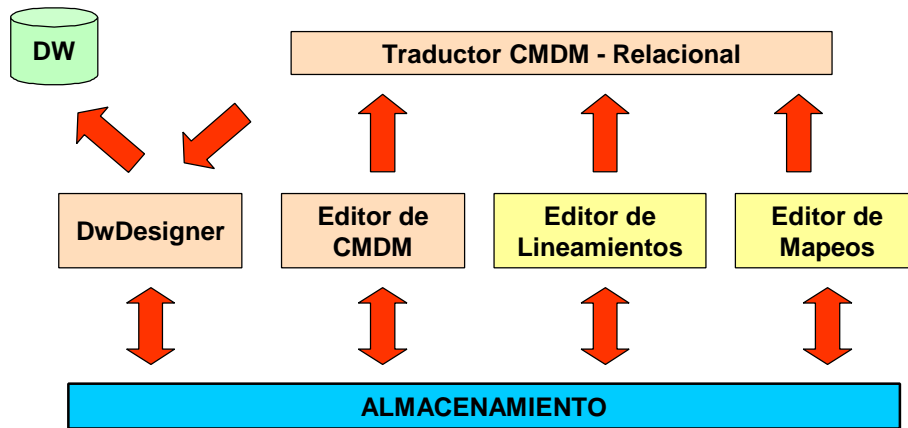 DW
Traductor CMDM - Relacional
DwDesigner
Editor de
CMDM
Editor de
Lineamientos
Editor de
Mapeos
ALMACENAMIENTO